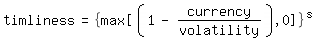 timliness = {max[(1 - currency/volatility), 0]}^s